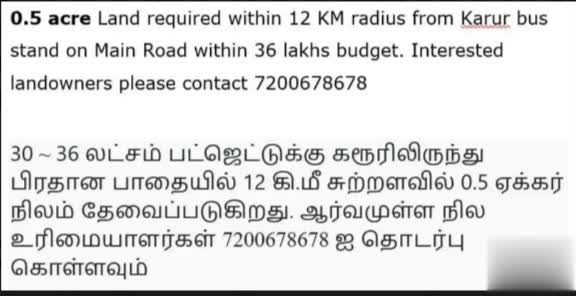 0.5 acre Land required within 12 KM radius from Karur bus
stand on Main Road within 36 lakhs budget. Interested
landowners please contact 7200678678
30 ~ 36 லட்சம் பட்ஜெட்டுக்கு கரூரிலிருந்து
பிரதான பாதையில் 12 கி.மீ சுற்றளவில் 0.5 ஏக்கர்
நிலம் தேவைப்படுகிறது. ஆர்வமுள்ள நில
உரிமையாளர்கள் 7200678678 ஐ தொடர்பு
கொள்ளவும்